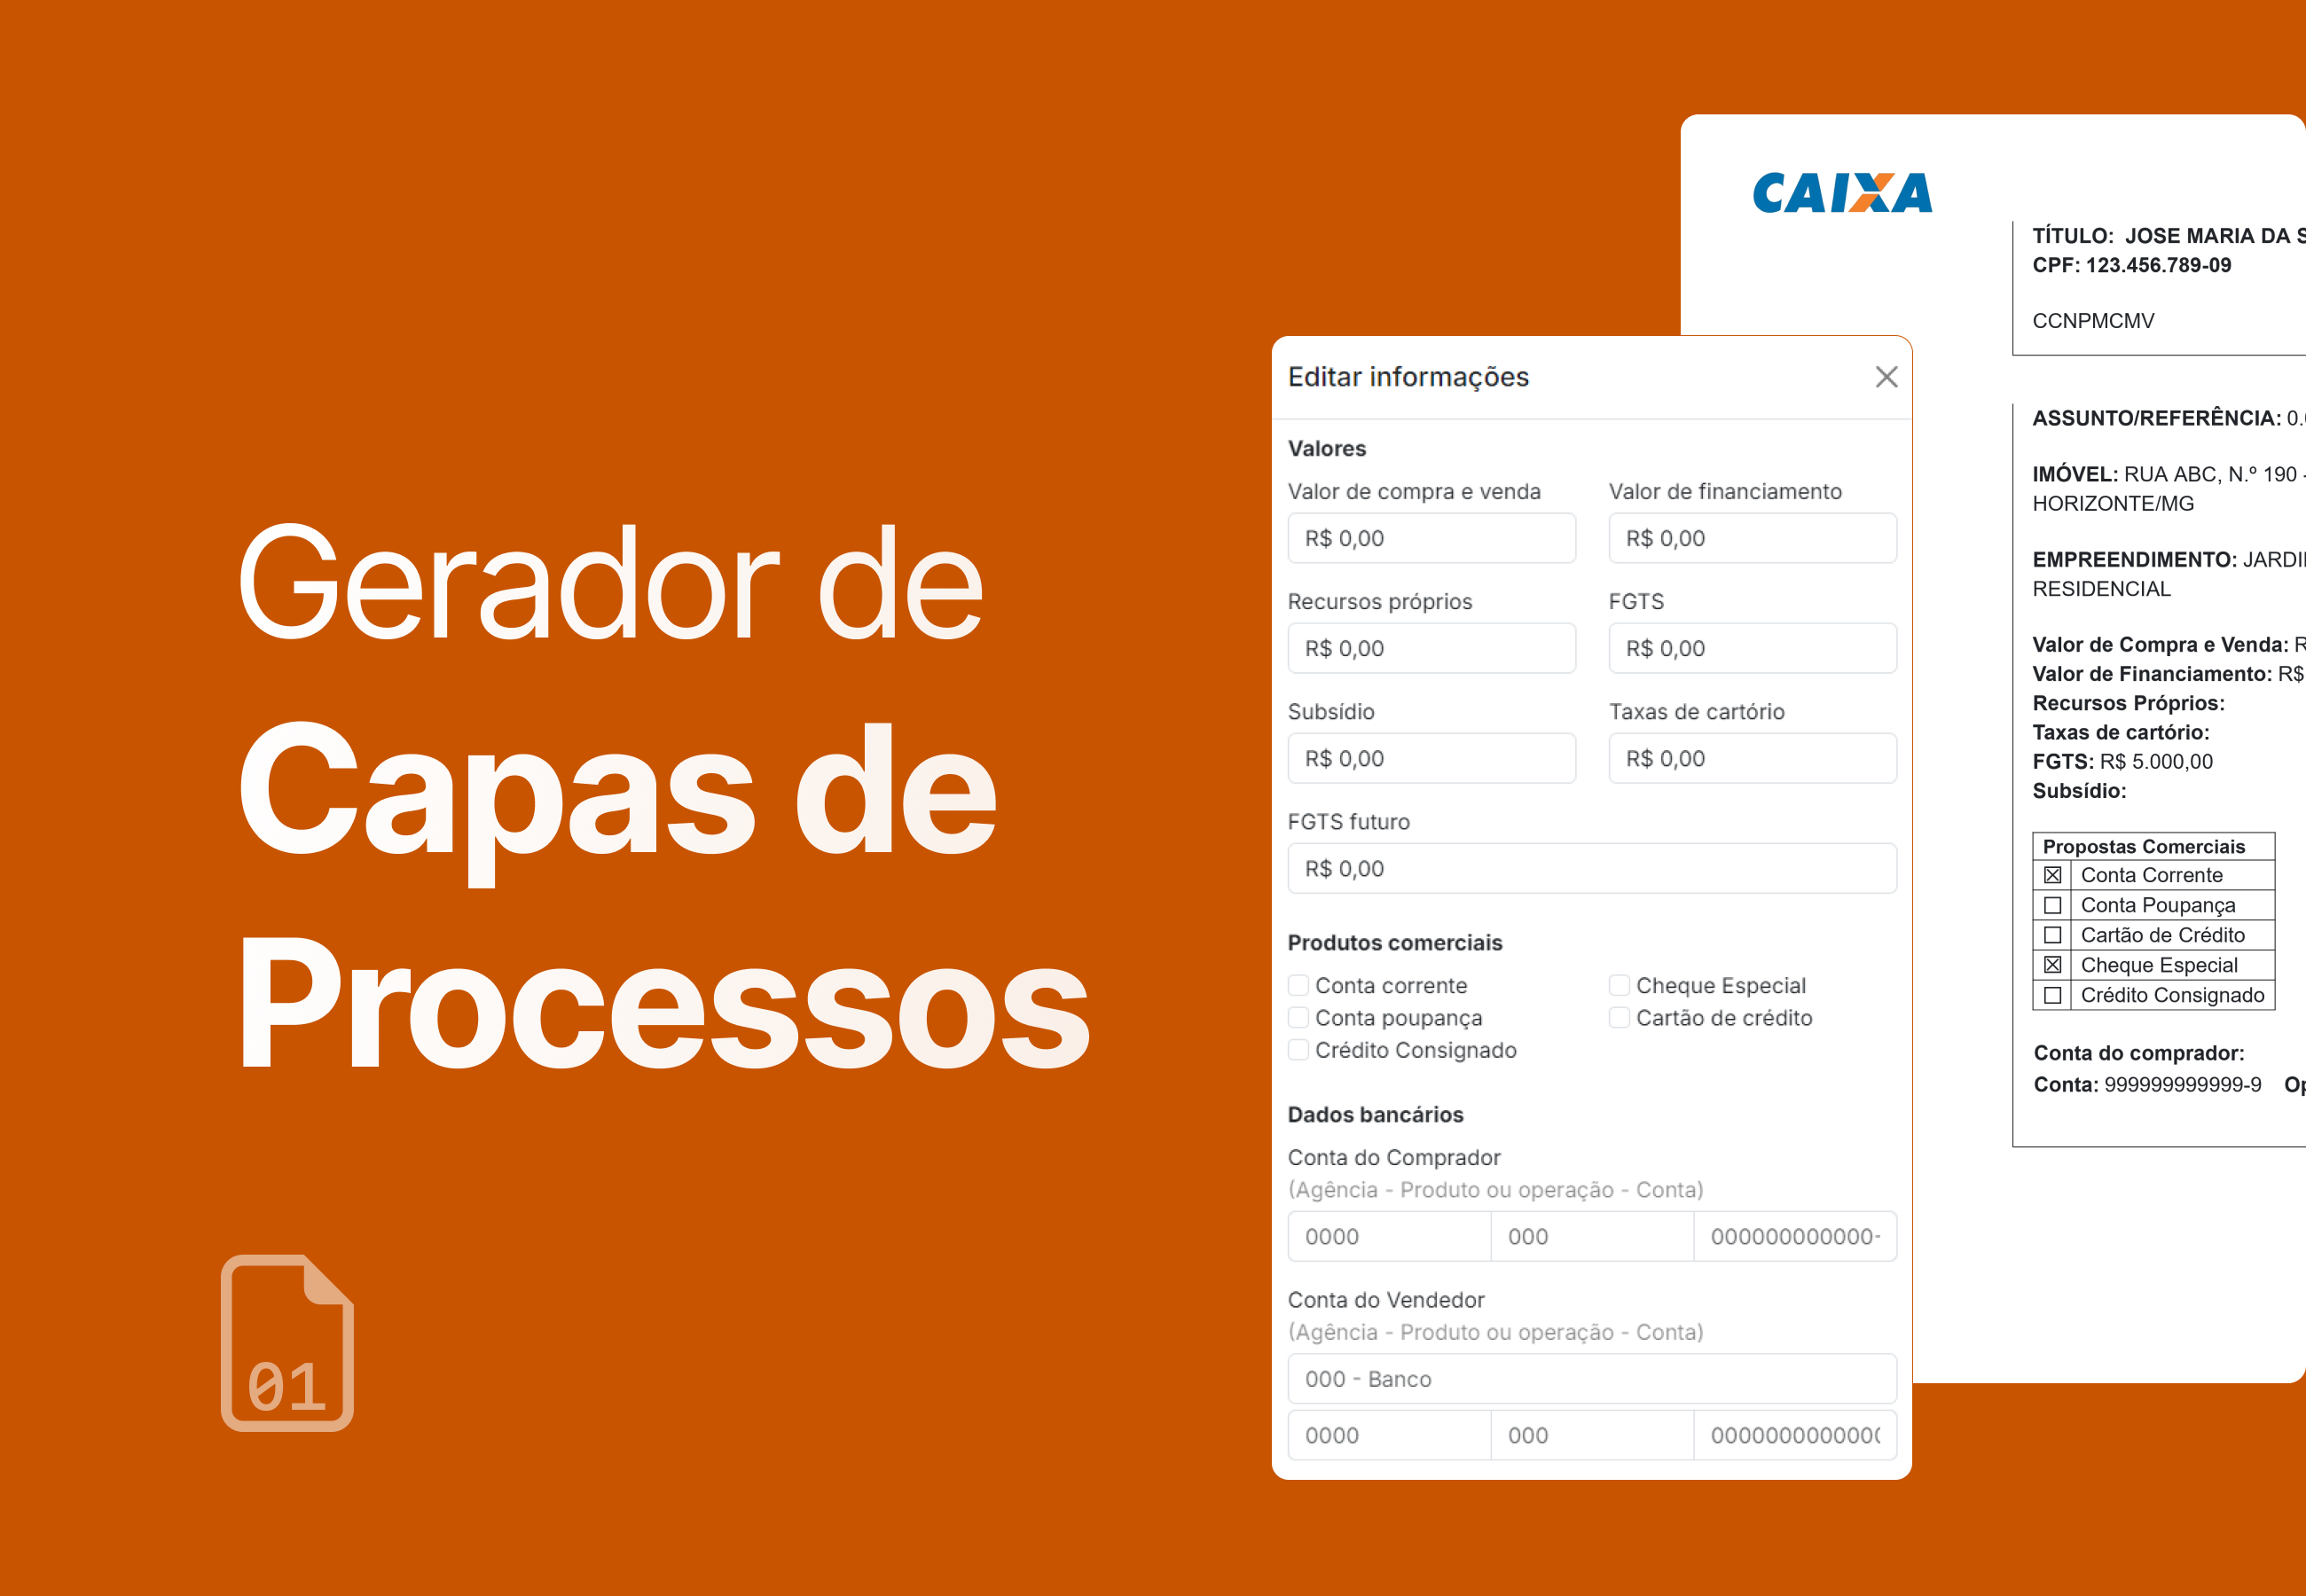 Gerador de
Capas de
Processos
01
Editar informações
Valores
Valor de compra e venda
Valor de financiamento
R$ 0,00
R$ 0,00
Recursos próprios
FGTS
R$ 0,00
R$ 0,00
Subsídio
Taxas de cartório
R$ 0,00
R$ 0,00
FGTS futuro
R$ 0,00
Produtos comerciais
Conta corrente
Cheque Especial
Conta poupança
Cartão de crédito
Crédito Consignado
Dados bancários
Conta do Comprador
(Agência - Produto ou operação - Conta)
0000
000
000000000000-
Conta do Vendedor
(Agência - Produto ou operação - Conta)
000 - Banco
0000
000
0000000000000
CAIXA
TÍTULO: JOSE MARIA DA S
CPF: 123.456.789-09
CCNPMCMV
ASSUNTO/REFERÊNCIA: 0.
IMÓVEL: RUA ABC, N.º 190 -
HORIZONTE/MG
EMPREENDIMENTO: JARDI
RESIDENCIAL
Valor de Compra e Venda: R
Valor de Financiamento: R$
Recursos Próprios:
Taxas de cartório:
FGTS: R$ 5.000,00
Subsídio:
Propostas Comerciais
☒ Conta Corrente
☐ Conta Poupança
☐ Cartão de Crédito
☒ Cheque Especial
☐ Crédito Consignado
Conta do comprador:
Conta: 999999999999-9 Op